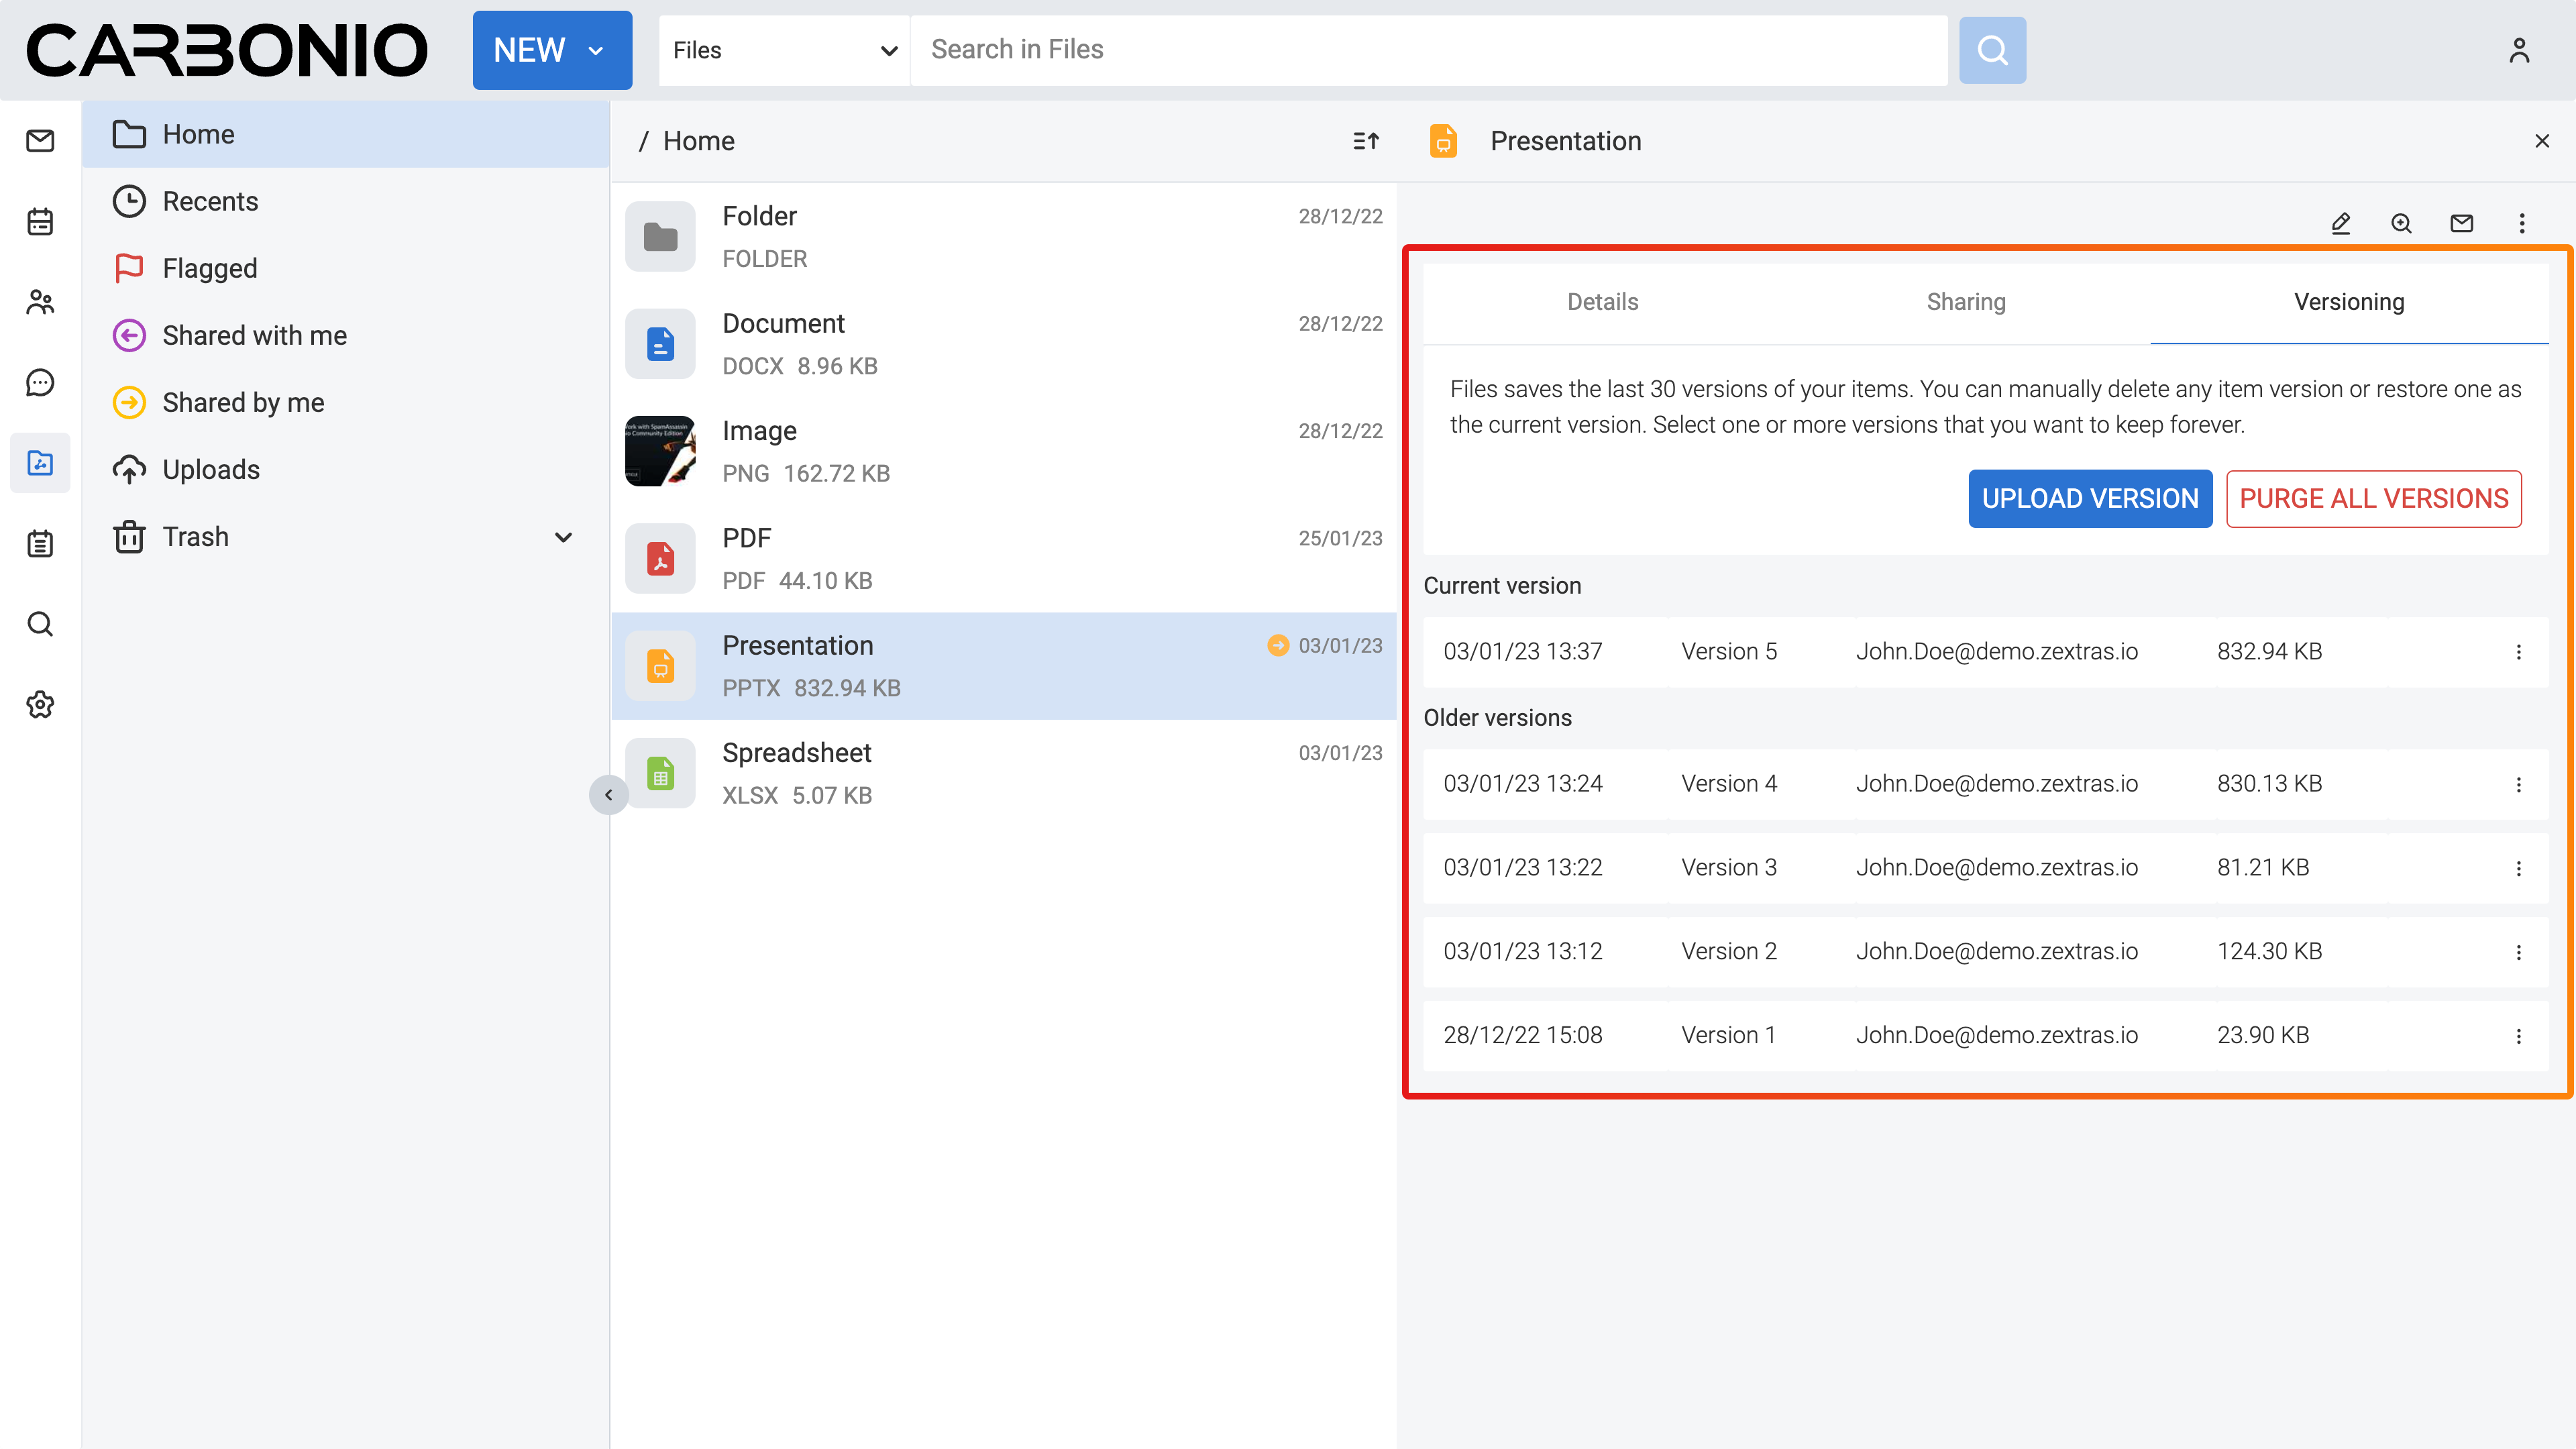 CARBONIO
NEW
Files
Search in Files
Home
Recents
Flagged
Shared with me
Shared by me
Uploads
Trash
/ Home
Folder 28/12/22
FOLDER
Document 28/12/22
DOCX 8.96 KB
Image 28/12/22
PNG 162.72 KB
PDF 25/01/23
PDF 44.10 KB
Presentation 03/01/23
PPTX 832.94 KB
Spreadsheet 03/01/23
XLSX 5.07 KB
ork with SpamAssassin
io Community Edition
Presentation
Details Sharing Versioning
Files saves the last 30 versions of your items. You can manually delete any item version or restore one as
the current version. Select one or more versions that you want to keep forever.
UPLOAD VERSION PURGE ALL VERSIONS
Current version
03/01/23 13:37 Version 5 John.Doe@demo.zextras.io 832.94 KB
Older versions
03/01/23 13:24 Version 4 John.Doe@demo.zextras.io 830.13 KB
03/01/23 13:22 Version 3 John.Doe@demo.zextras.io 81.21 KB
03/01/23 13:12 Version 2 John.Doe@demo.zextras.io 124.30 KB
28/12/22 15:08 Version 1 John.Doe@demo.zextras.io 23.90 KB